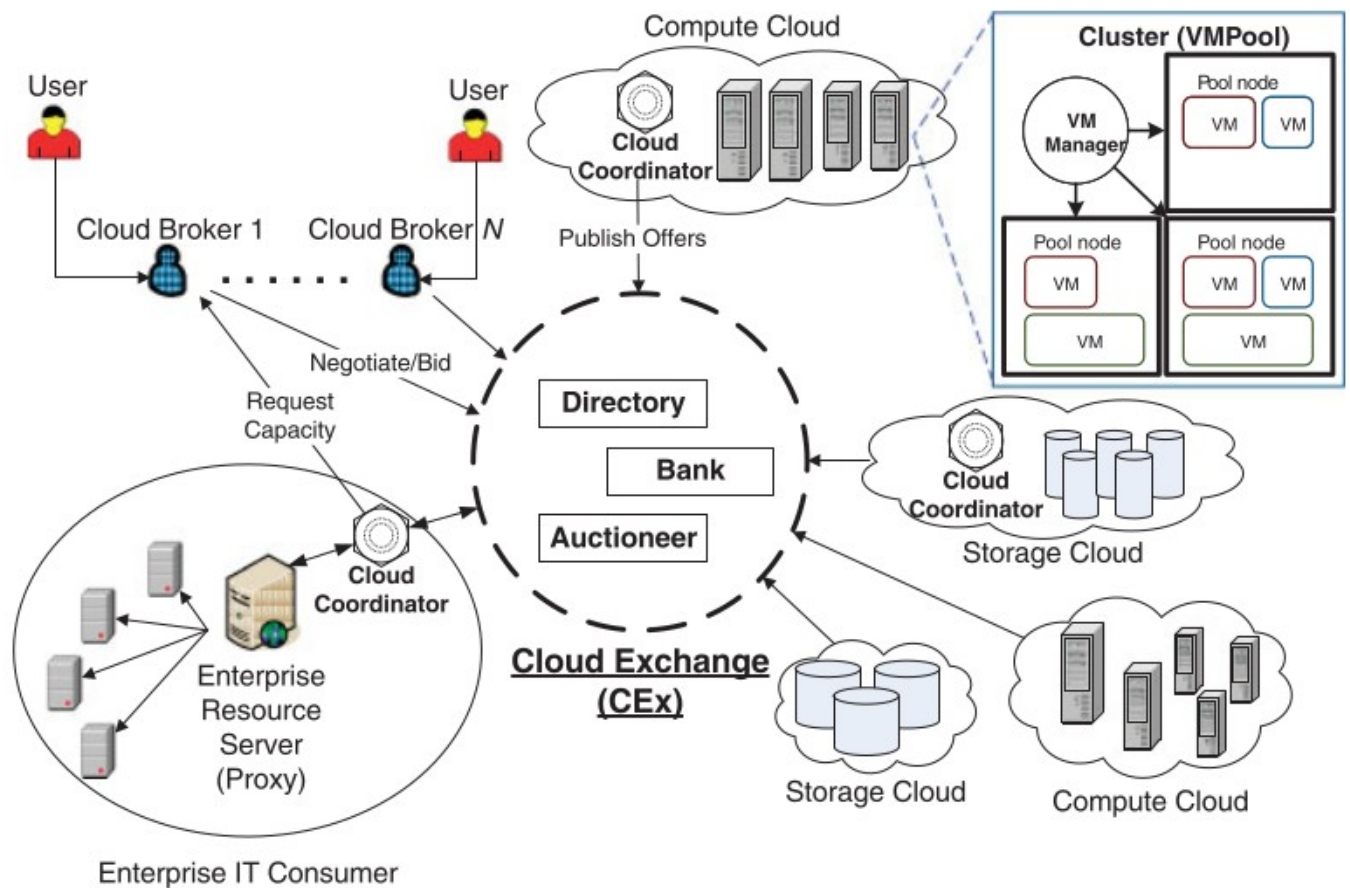 Compute Cloud
User
User
Cloud
Coordinator
Cluster (VMPool)
Pool node
VM
VM
VM
Manager
Cloud Broker 1
Cloud Broker N
......
Publish Offers
Pool node
VM
VM
Pool node
VM
VM
VM
Negotiate/Bid
Request
Capacity
Directory
Bank
Auctioneer
Cloud Exchange
(CEx)
Cloud
Coordinator
Storage Cloud
Cloud
Coordinator
Enterprise
Resource
Server
(Proxy)
Enterprise IT Consumer
Storage Cloud
Compute Cloud